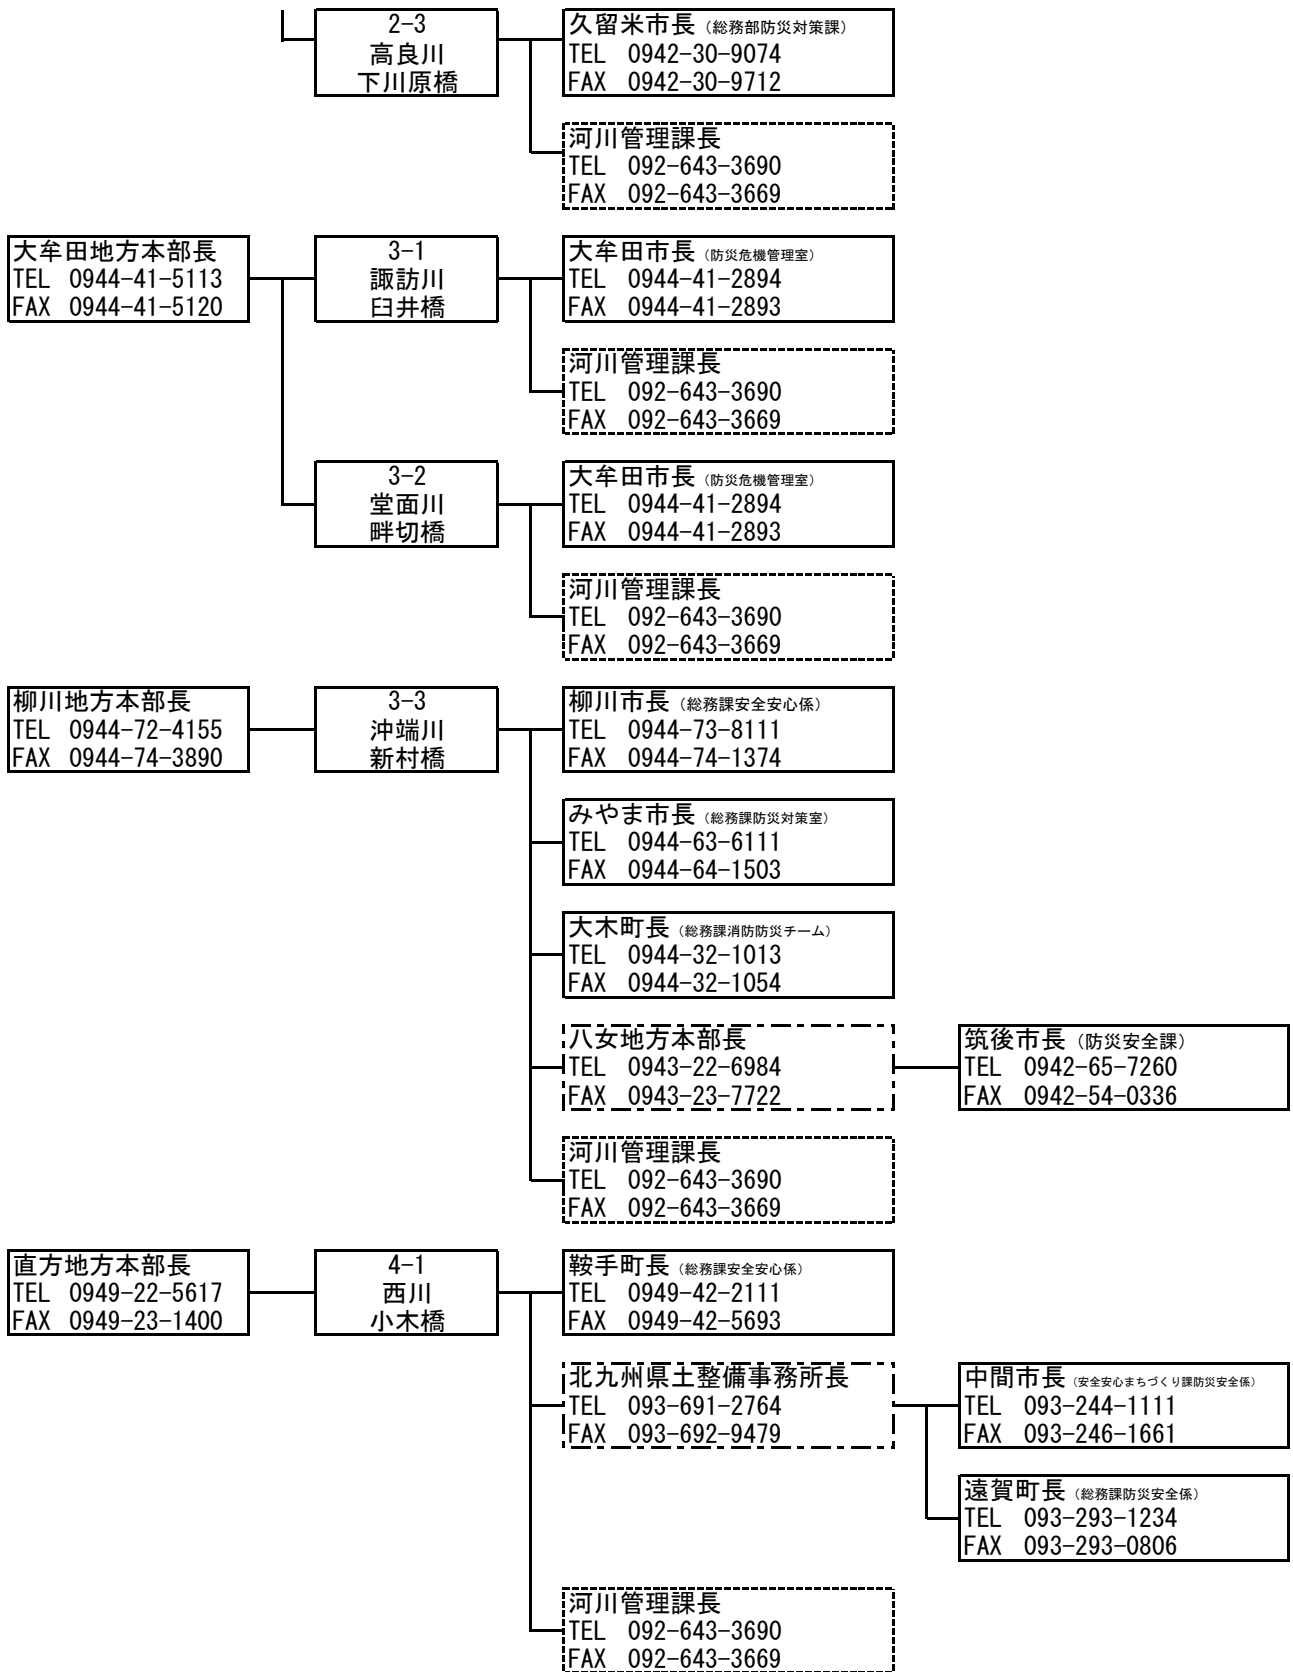 2-3
高良川
下川原橋
久留米市長（総務部防災対策課）
TEL 0942-30-9074
FAX 0942-30-9712
河川管理課長
TEL 092-643-3690
FAX 092-643-3669
大牟田地方本部長
TEL 0944-41-5113
FAX 0944-41-5120
3-1
諏訪川
臼井橋
大牟田市長（防災危機管理室）
TEL 0944-41-2894
FAX 0944-41-2893
河川管理課長
TEL 092-643-3690
FAX 092-643-3669
3-2
堂面川
畔切橋
大牟田市長（防災危機管理室）
TEL 0944-41-2894
FAX 0944-41-2893
河川管理課長
TEL 092-643-3690
FAX 092-643-3669
柳川地方本部長
TEL 0944-72-4155
FAX 0944-74-3890
3-3
沖端川
新村橋
柳川市長（総務課安全安心係）
TEL 0944-73-8111
FAX 0944-74-1374
みやま市長（総務課防災対策室）
TEL 0944-63-6111
FAX 0944-64-1503
大木町長（総務課消防防災チーム）
TEL 0944-32-1013
FAX 0944-32-1054
八女地方本部長
TEL 0943-22-6984
FAX 0943-23-7722
筑後市長（防災安全課）
TEL 0942-65-7260
FAX 0942-54-0336
河川管理課長
TEL 092-643-3690
FAX 092-643-3669
直方地方本部長
TEL 0949-22-5617
FAX 0949-23-1400
4-1
西川
小木橋
鞍手町長（総務課安全安心係）
TEL 0949-42-2111
FAX 0949-42-5693
北九州県土整備事務所長
TEL 093-691-2764
FAX 093-692-9479
中間市長（安全安心まちづくり課防災安全係）
TEL 093-244-1111
FAX 093-246-1661
遠賀町長（総務課防災安全係）
TEL 093-293-1234
FAX 093-293-0806
河川管理課長
TEL 092-643-3690
FAX 092-643-3669